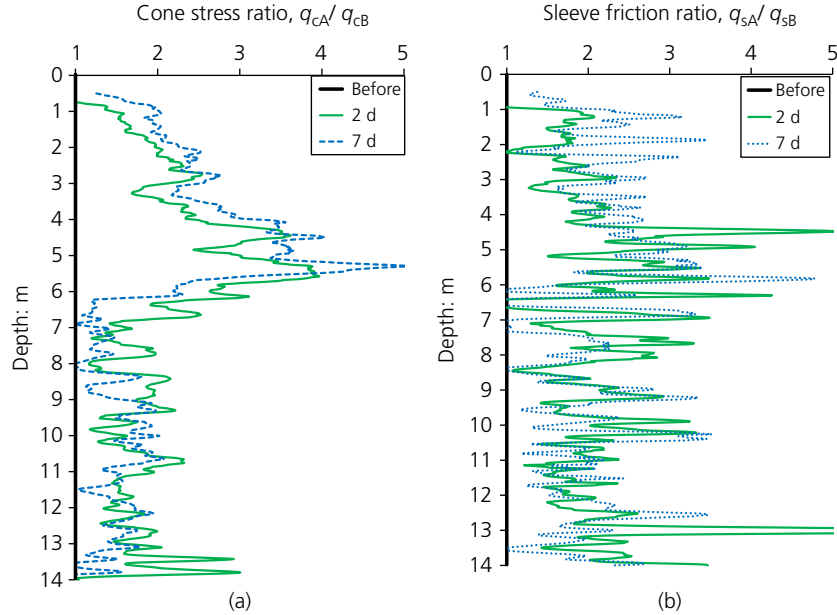 Cone stress ratio, qcA/ qcB
1 2 3 4 5
0
1
2
3
4
5
6
7
8
9
10
11
12
13
14
Depth: m
Before
2 d
7 d
(a)
Sleeve friction ratio, qsA/ qsB
1 2 3 4 5
0
1
2
3
4
5
6
7
8
9
10
11
12
13
14
Depth: m
Before
2 d
7 d
(b)